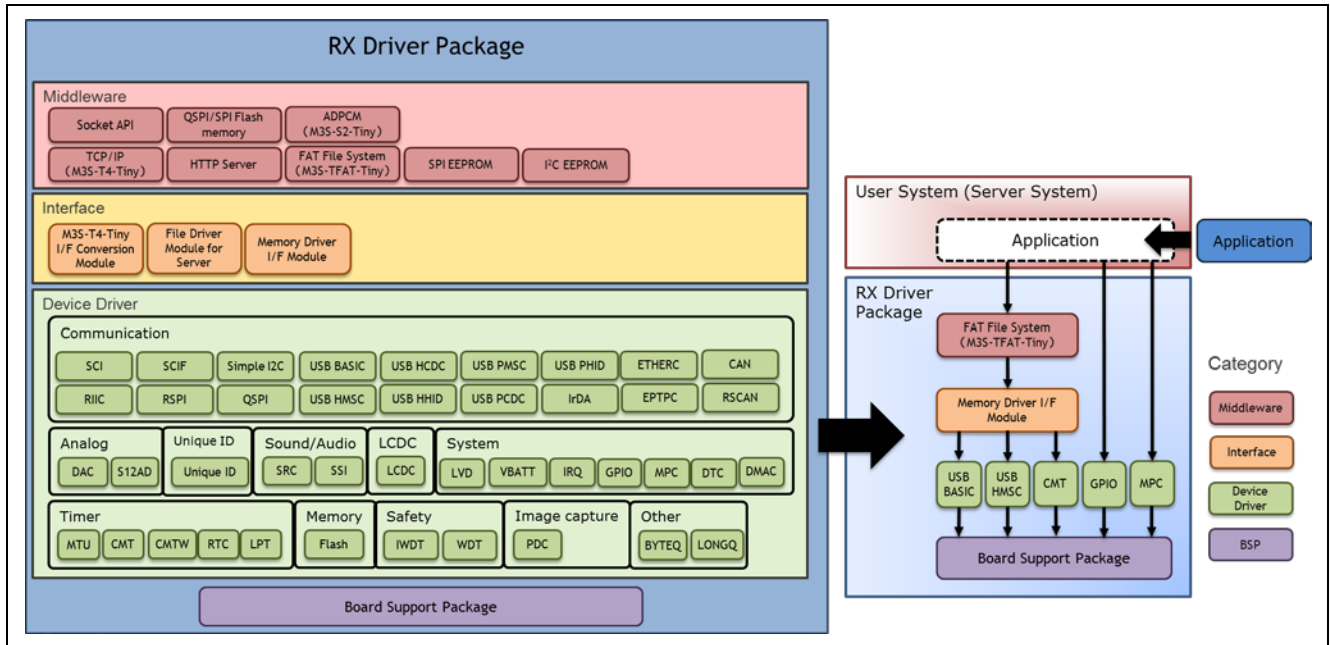 RX Driver Package
Middleware
Socket API
QSPI/SPI Flash
memory
ADPCM
(M3S-S2-Tiny)
TCP/IP
(M3S-T4-Tiny)
HTTP Server
FAT File System
(M3S-TFAT-Tiny)
SPI EEPROM
I²C EEPROM
Interface
M3S-T4-Tiny
I/F Conversion
Module
File Driver
Module for
Server
Memory Driver
I/F Module
Device Driver
Communication
SCI
SCIF
Simple I2C
USB BASIC
USB HCDC
USB PMSC
USB PHID
ETHERC
CAN
RIIC
RSPI
QSPI
USB HMSC
USB HHID
USB PCDC
IrDA
EPTPC
RSCAN
Analog
DAC
S12AD
Unique ID
Unique ID
Sound/Audio
SRC
SSI
LCDC
LCDC
System
LVD
VBATT
IRQ
GPIO
MPC
DTC
DMAC
Timer
MTU
CMT
CMTW
RTC
LPT
Memory
Flash
Safety
IWDT
WDT
Image capture
PDC
Other
BYTEQ
LONGQ
Board Support Package
User System (Server System)
Application
Application
RX Driver
Package
FAT File System
(M3S-TFAT-Tiny)
Memory Driver I/F
Module
USB
BASIC
USB
HMSC
CMT
GPIO
MPC
Board Support Package
Category
Middleware
Interface
Device
Driver
BSP